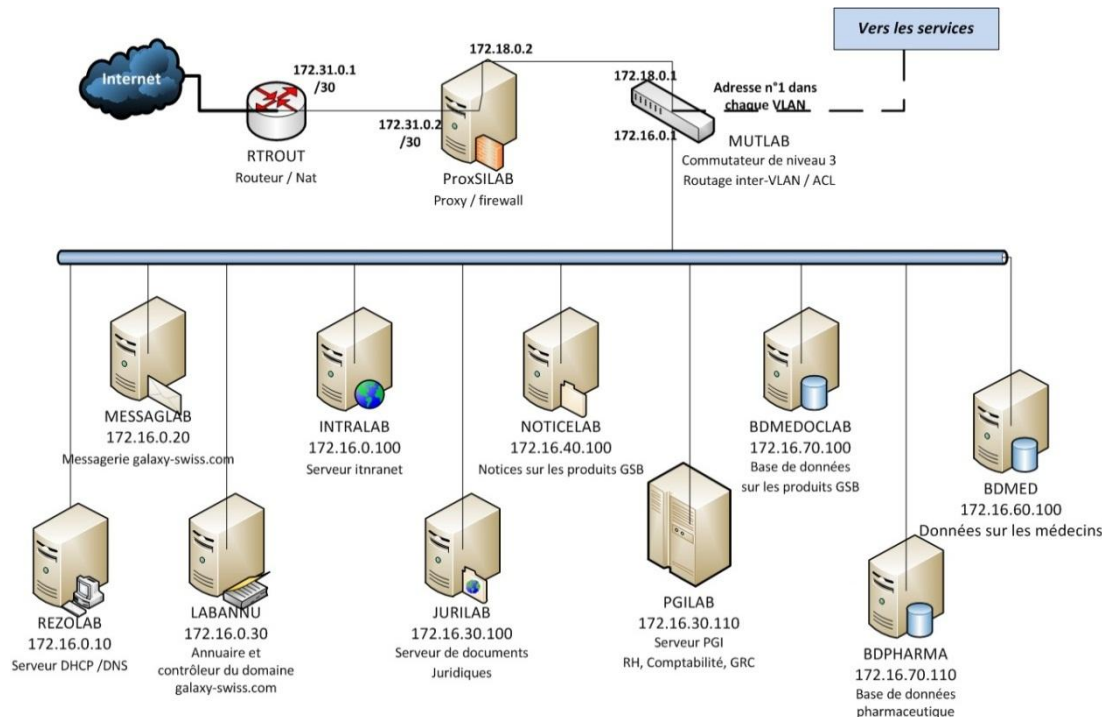 Vers les services
Internet
172.31.0.1
/30
172.18.0.2
172.31.0.2
/30
172.18.0.1
172.16.0.1
Adresse n°1 dans
chaque VLAN
RTROUT
Routeur / Nat
ProxSILAB
Proxy / firewall
MUTLAB
Commutateur de niveau 3
Routage inter-VLAN / ACL
MESSAGLAB
172.16.0.20
Messagerie galaxy-swiss.com
INTRALAB
172.16.0.100
Serveur itnranet
NOTICELAB
172.16.40.100
Notices sur les produits GSB
BDMEDOCLAB
172.16.70.100
Base de données
sur les produits GSB
BDMED
172.16.60.100
Données sur les médecins
REZOLAB
172.16.0.10
Serveur DHCP /DNS
LABANNU
172.16.0.30
Annuaire et
contrôleur du domaine
galaxy-swiss.com
JURILAB
172.16.30.100
Serveur de documents
Juridiques
PGILAB
172.16.30.110
Serveur PGI
RH, Comptabilité, GRC
BDPHARMA
172.16.70.110
Base de données
pharmaceutique